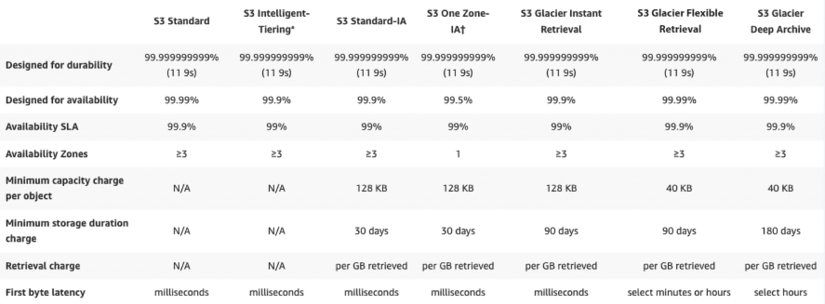 S3 Standard S3 Intelligent-Tiering* S3 Standard-IA S3 One Zone-IA† S3 Glacier Instant Retrieval S3 Glacier Flexible Retrieval S3 Glacier Deep Archive
Designed for durability 99.999999999% (11 9s) 99.999999999% (11 9s) 99.999999999% (11 9s) 99.999999999% (11 9s) 99.999999999% (11 9s) 99.999999999% (11 9s) 99.999999999% (11 9s)
Designed for availability 99.99% 99.9% 99.9% 99.5% 99.9% 99.99% 99.99%
Availability SLA 99.9% 99% 99% 99% 99% 99.9% 99.9%
Availability Zones ≥3 ≥3 ≥3 1 ≥3 ≥3 ≥3
Minimum capacity charge per object N/A N/A 128 KB 128 KB 128 KB 40 KB 40 KB
Minimum storage duration charge N/A N/A 30 days 30 days 90 days 90 days 180 days
Retrieval charge N/A N/A per GB retrieved per GB retrieved per GB retrieved per GB retrieved per GB retrieved
First byte latency milliseconds milliseconds milliseconds milliseconds milliseconds select minutes or hours select hours